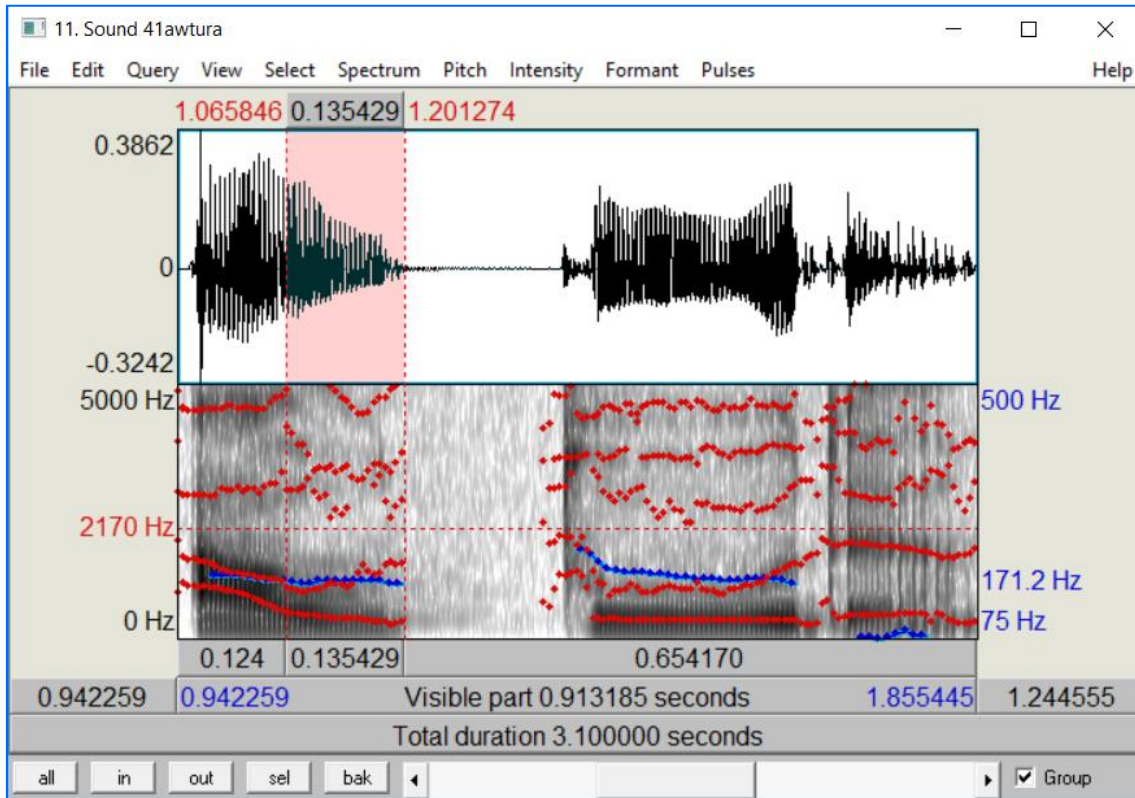 11. Sound 41awtura
File Edit Query View Select Spectrum Pitch Intensity Formant Pulses Help
1.065846 0.135429 1.201274
0.3862
0
-0.3242
5000 Hz 500 Hz
2170 Hz
171.2 Hz
0 Hz 75 Hz
0.124 0.135429 0.654170
0.942259 0.942259 Visible part 0.913185 seconds 1.855445 1.244555
Total duration 3.100000 seconds
all in out sel bak Group